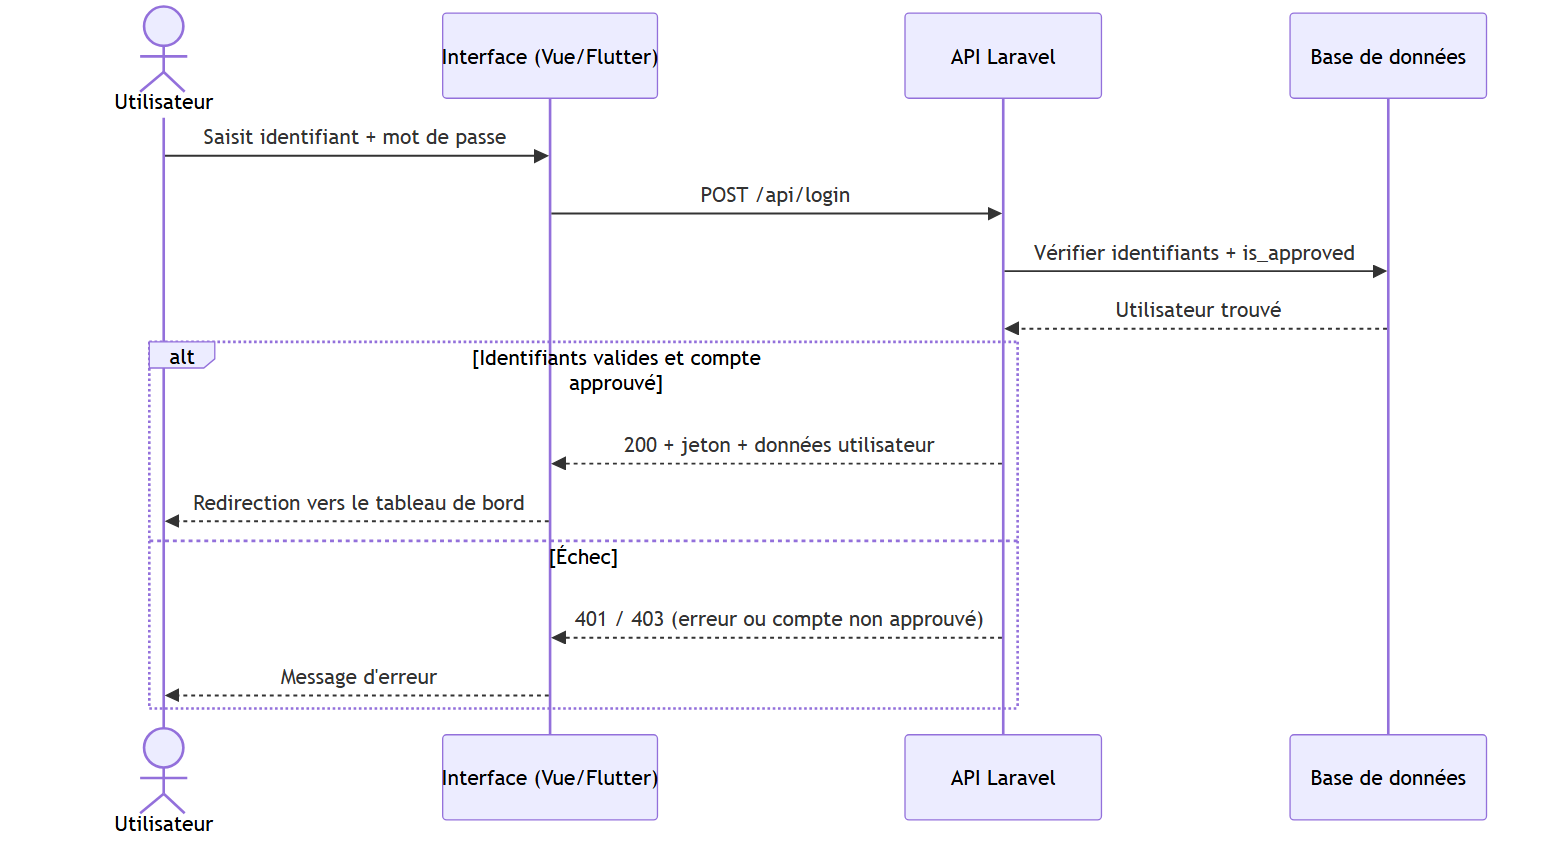 Utilisateur
Interface (Vue/Flutter)
API Laravel
Base de données
Saisit identifiant + mot de passe
POST /api/login
Vérifier identifiants + is_approved
Utilisateur trouvé
alt
[Identifiants valides et compte
approuvé]
200 + jeton + données utilisateur
Redirection vers le tableau de bord
[Échec]
401 / 403 (erreur ou compte non approuvé)
Message d'erreur
Utilisateur
Interface (Vue/Flutter)
API Laravel
Base de données